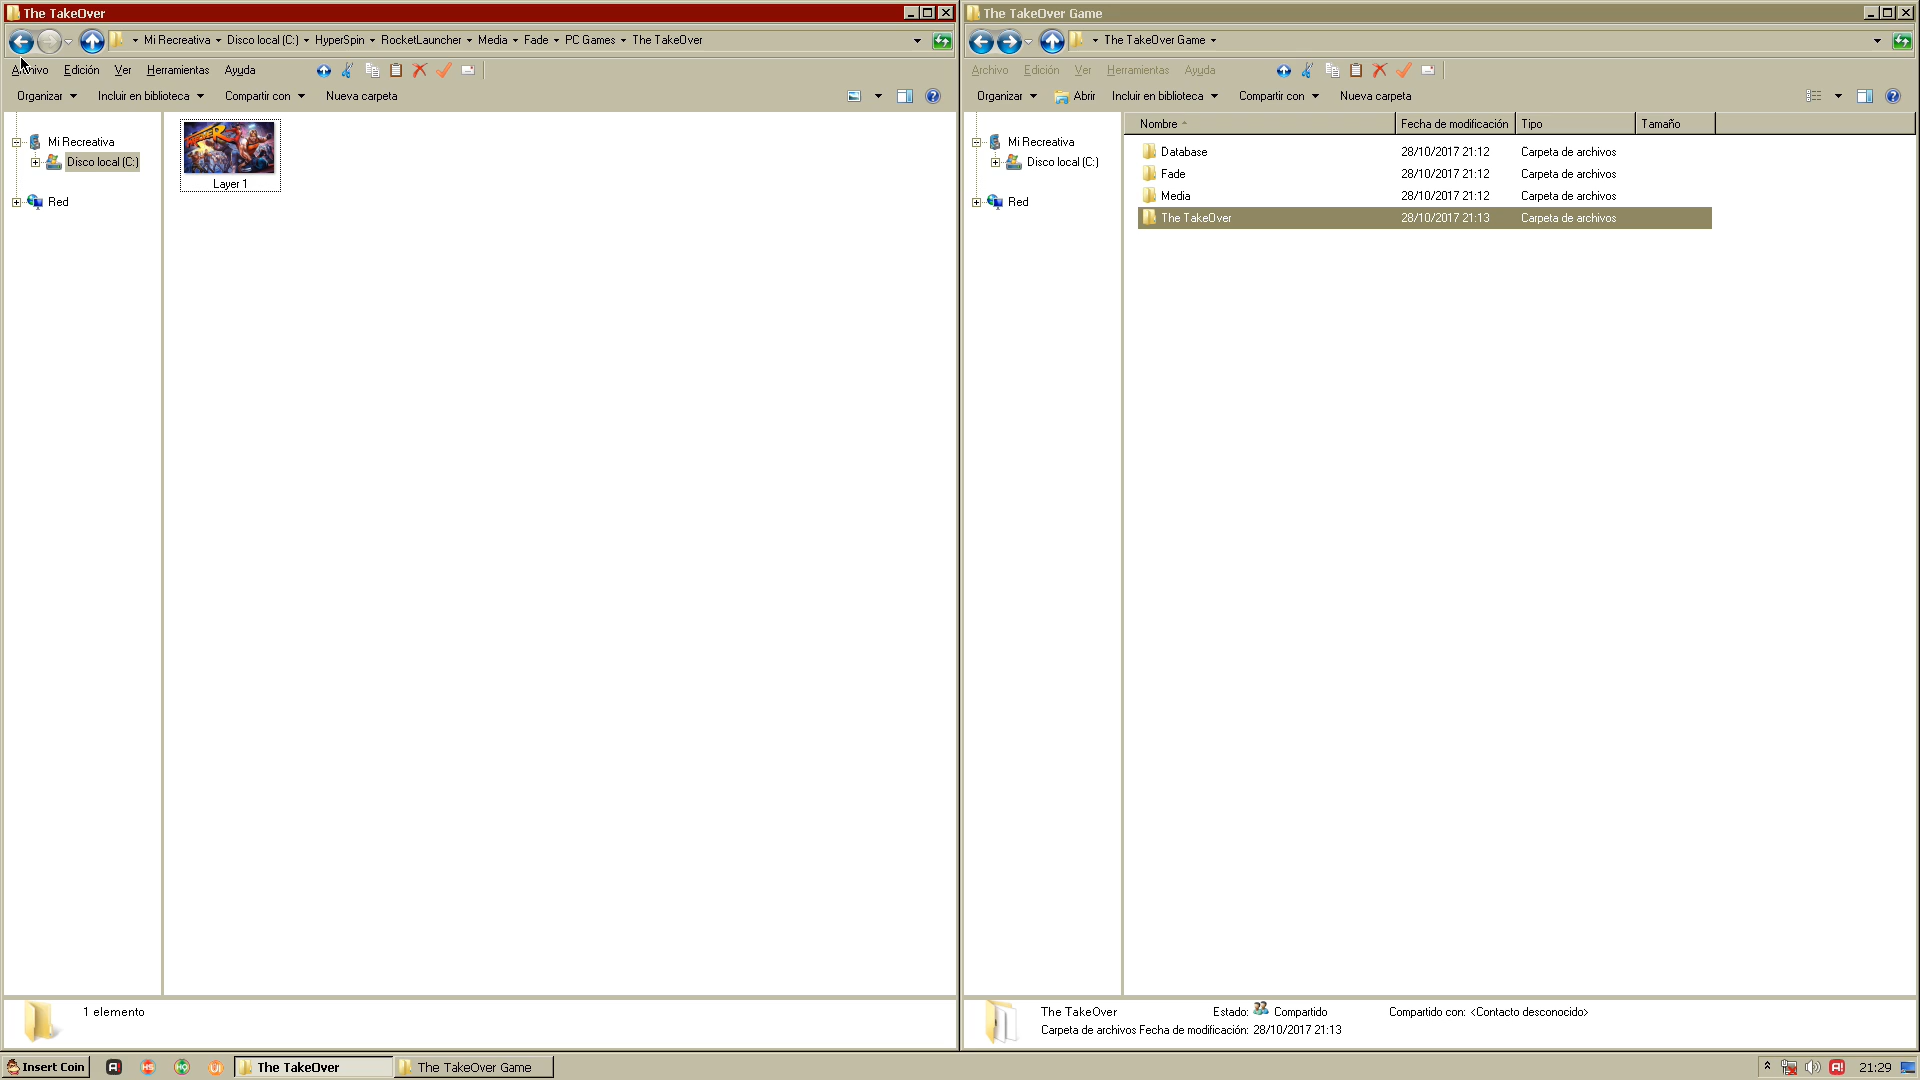 The TakeOver
Mi Recreativa Disco local (C:) HyperSpin RocketLauncher Media Fade PC Games The TakeOver
Archivo Edición Ver Herramientas Ayuda
Organizar Incluir en biblioteca Compartir con Nueva carpeta
Mi Recreativa
Disco local (C:)
Red
Layer 1
1 elemento
The TakeOver Game
The TakeOver Game
Archivo Edición Ver Herramientas Ayuda
Organizar Abrir Incluir en biblioteca Compartir con Nueva carpeta
Mi Recreativa
Disco local (C:)
Red
Nombre Fecha de modificación Tipo Tamaño
Database 28/10/2017 21:12 Carpeta de archivos
Fade 28/10/2017 21:12 Carpeta de archivos
Media 28/10/2017 21:12 Carpeta de archivos
The TakeOver 28/10/2017 21:13 Carpeta de archivos
The TakeOver Estado: Compartido Compartido con: <Contacto desconocido>
Carpeta de archivos Fecha de modificación: 28/10/2017 21:13
Insert Coin The TakeOver The TakeOver Game 21:29